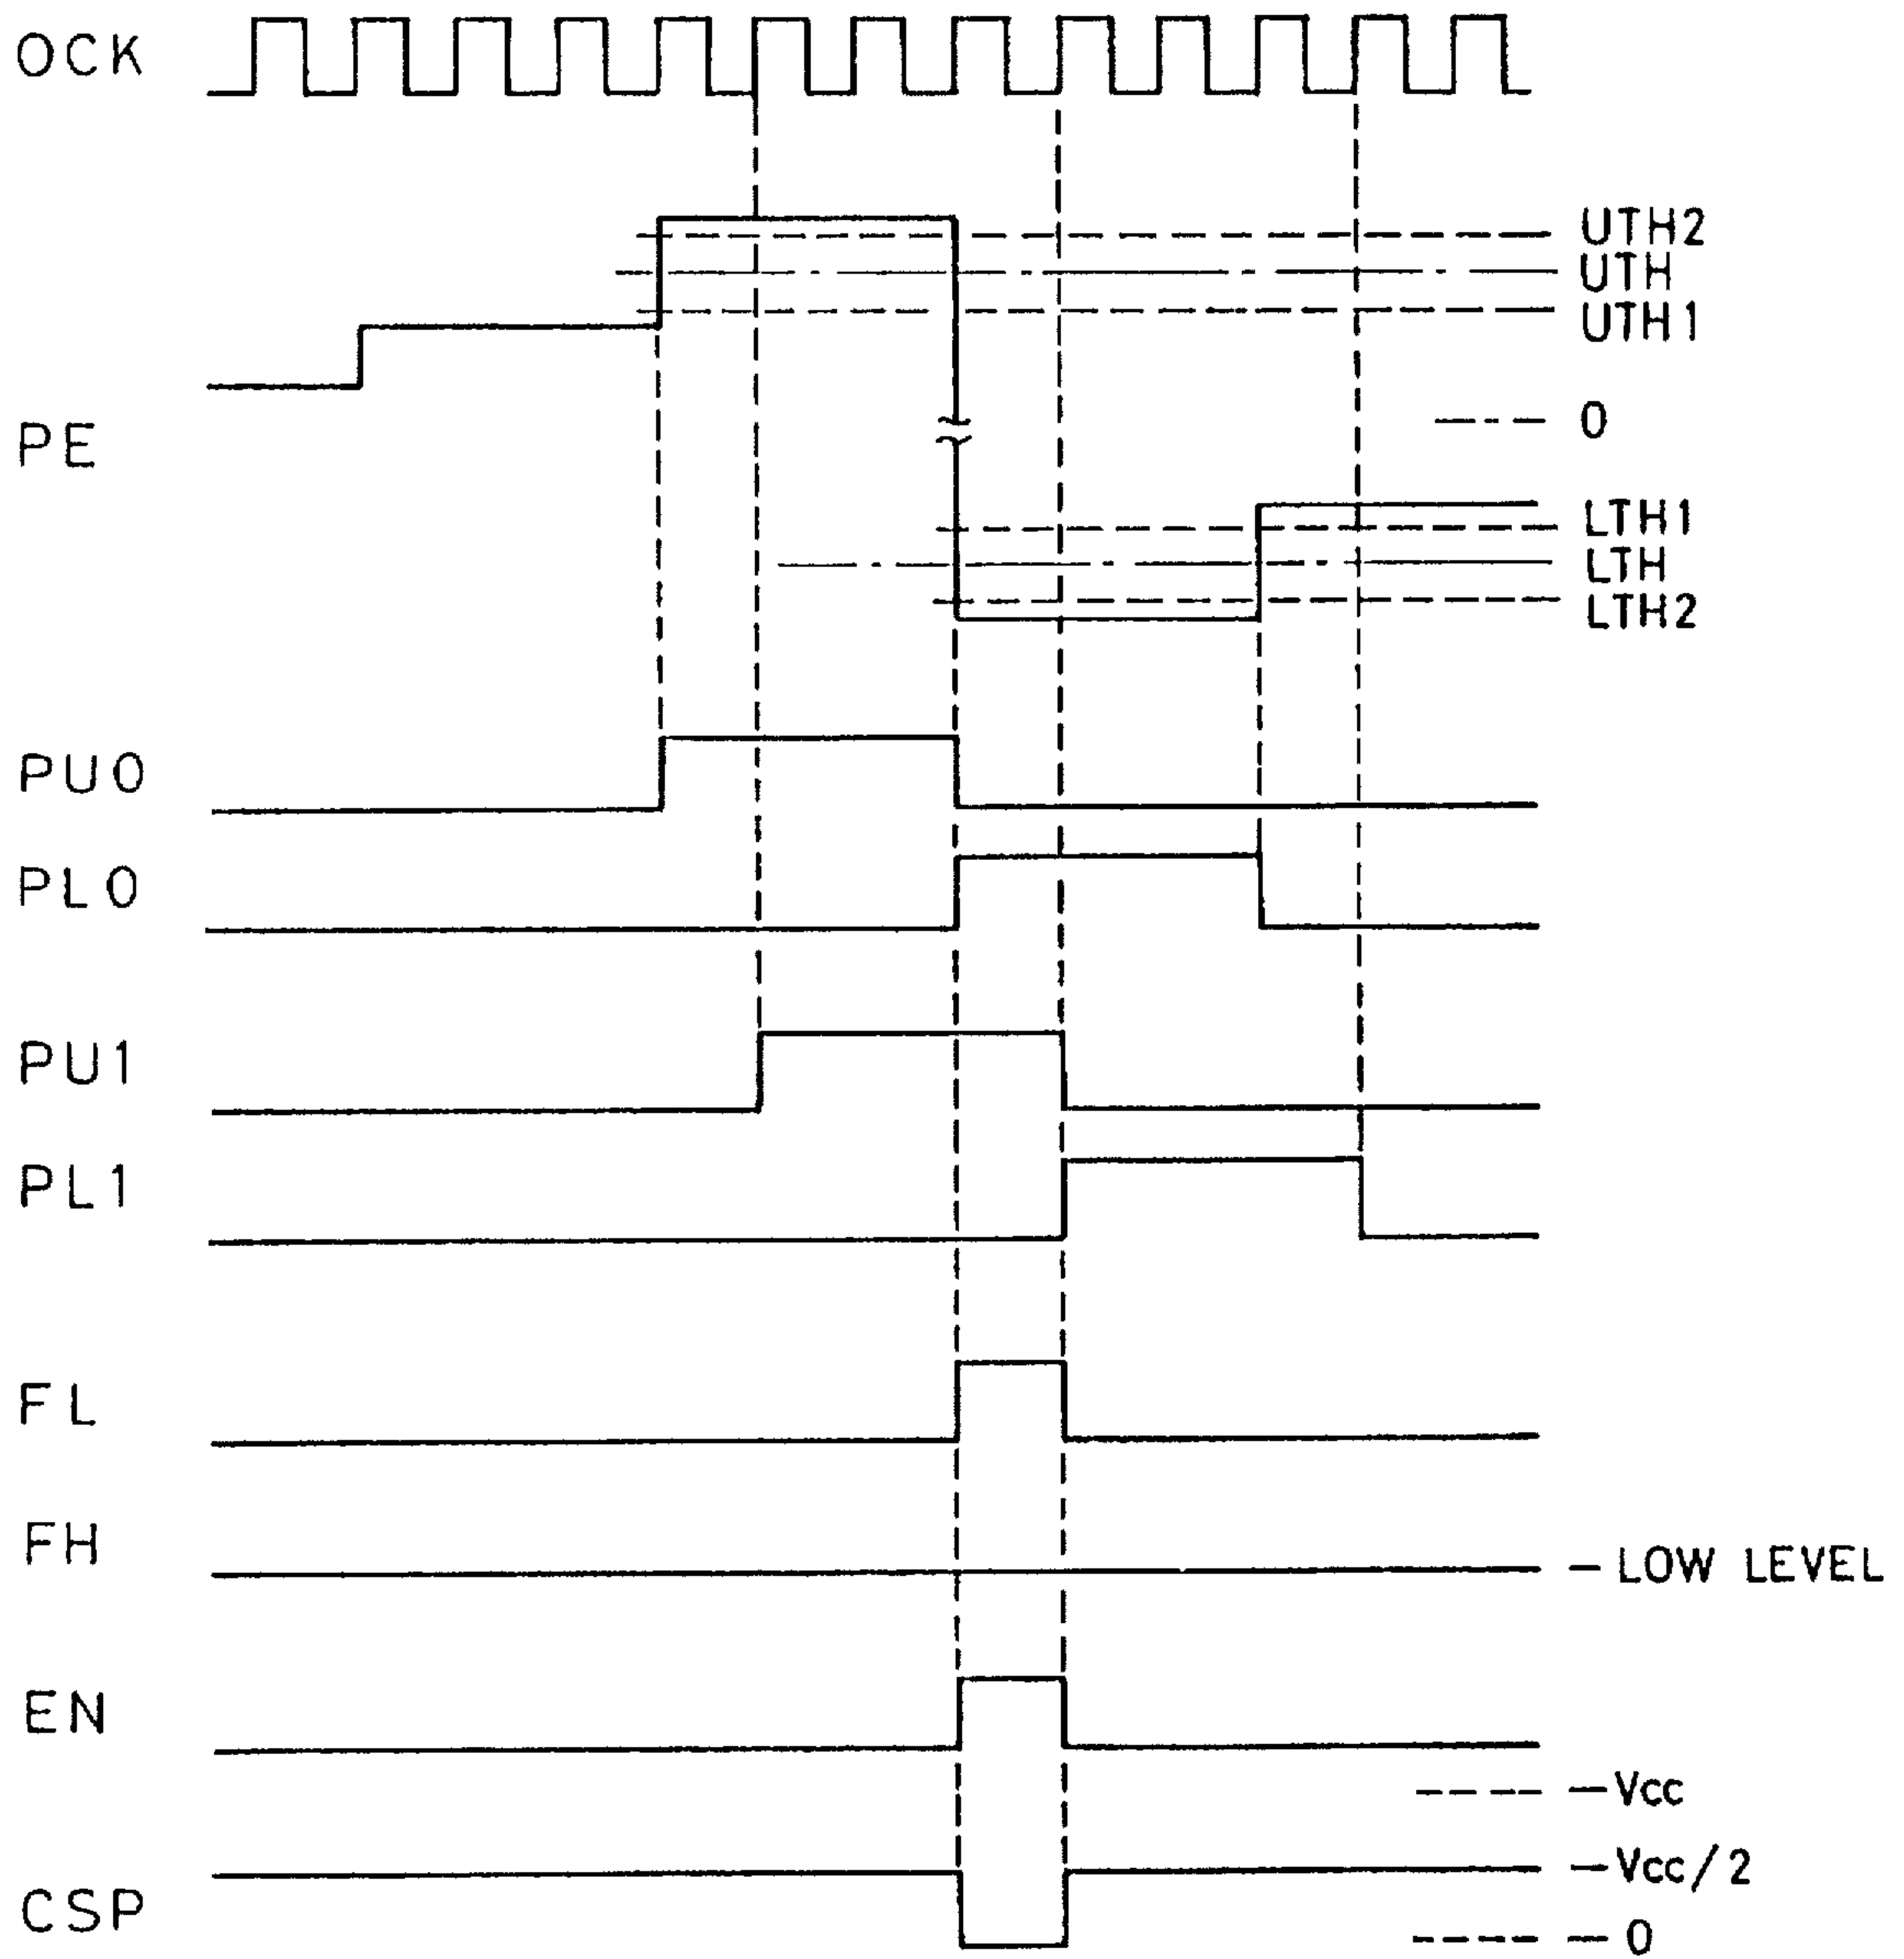 OCK
UTH2
UTH
UTH1
0
PE
LTH1
LTH
LTH2
PU0
PL0
PU1
PL1
FL
FH
LOW LEVEL
EN
Vcc
Vcc/2
CSP
0